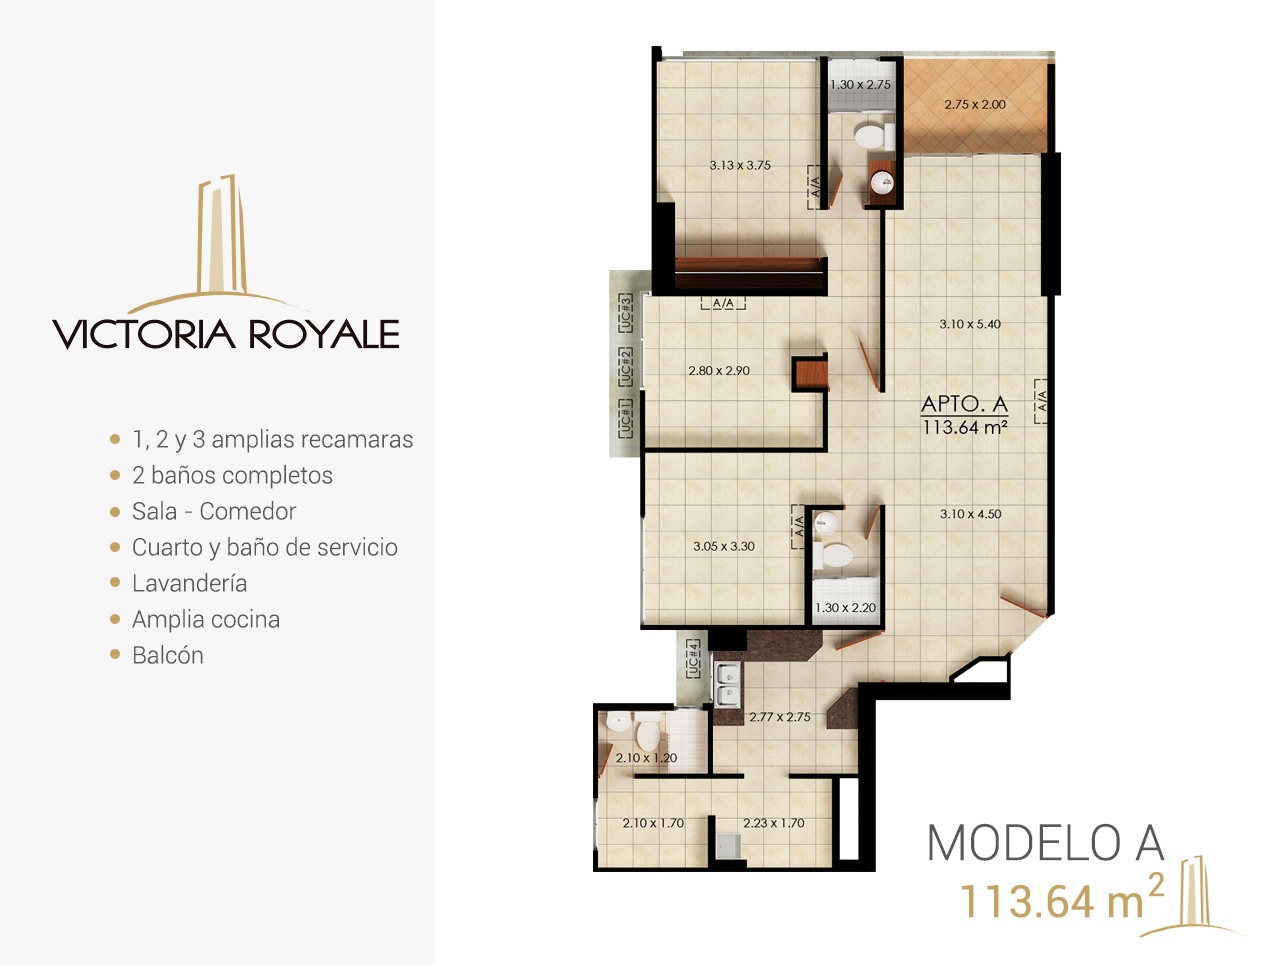 VICTORIA ROYALE
1, 2 y 3 amplias recamaras
2 baños completos
Sala - Comedor
Cuarto y baño de servicio
Lavandería
Amplia cocina
Balcón
1.30 x 2.75
2.75 x 2.00
3.13 x 3.75
A/A
A/A
UC#3
3.10 x 5.40
UC#2
2.80 x 2.90
A/A
APTO. A
113.64 m²
UC#1
3.10 x 4.50
A/A
3.05 x 3.30
1.30 x 2.20
UC#4
2.77 x 2.75
2.10 x 1.20
2.10 x 1.70
2.23 x 1.70
MODELO A
113.64 m²